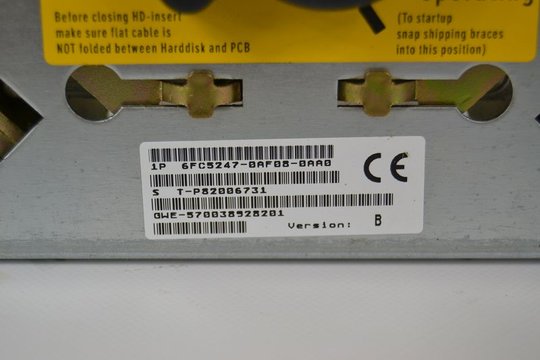 Operating
Before closing HD-insert
make sure flat cable is
NOT folded between Harddisk and PCB
(To startup
snap shipping braces
into this position)
1P 6FC5247-0AF08-0AA0
CE
S T-P82006731
GWE-570038928201
Version: B